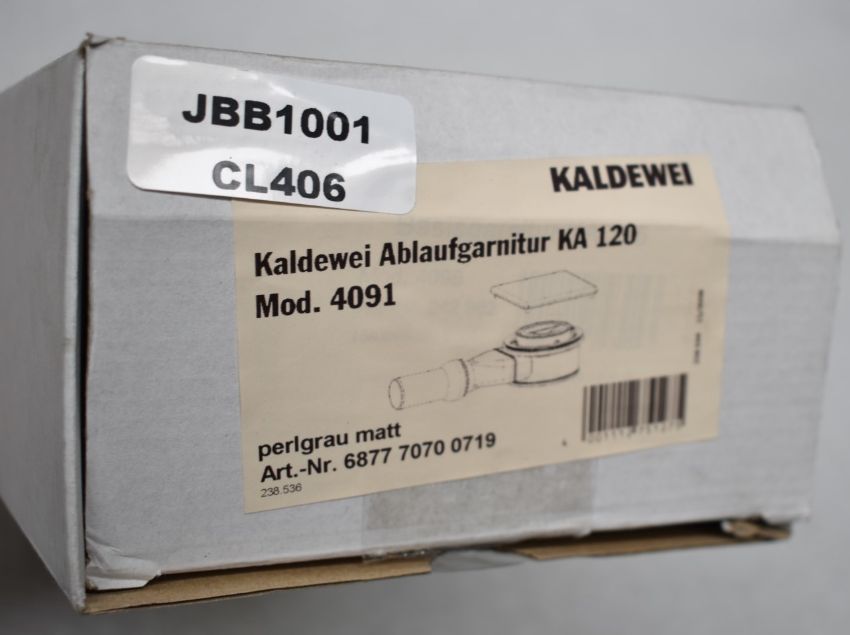 JBB1001
CL406
KALDEWEI
Kaldewei Ablaufgarnitur KA 120
Mod. 4091
perlgrau matt
Art.-Nr. 6877 7070 0719
238.536